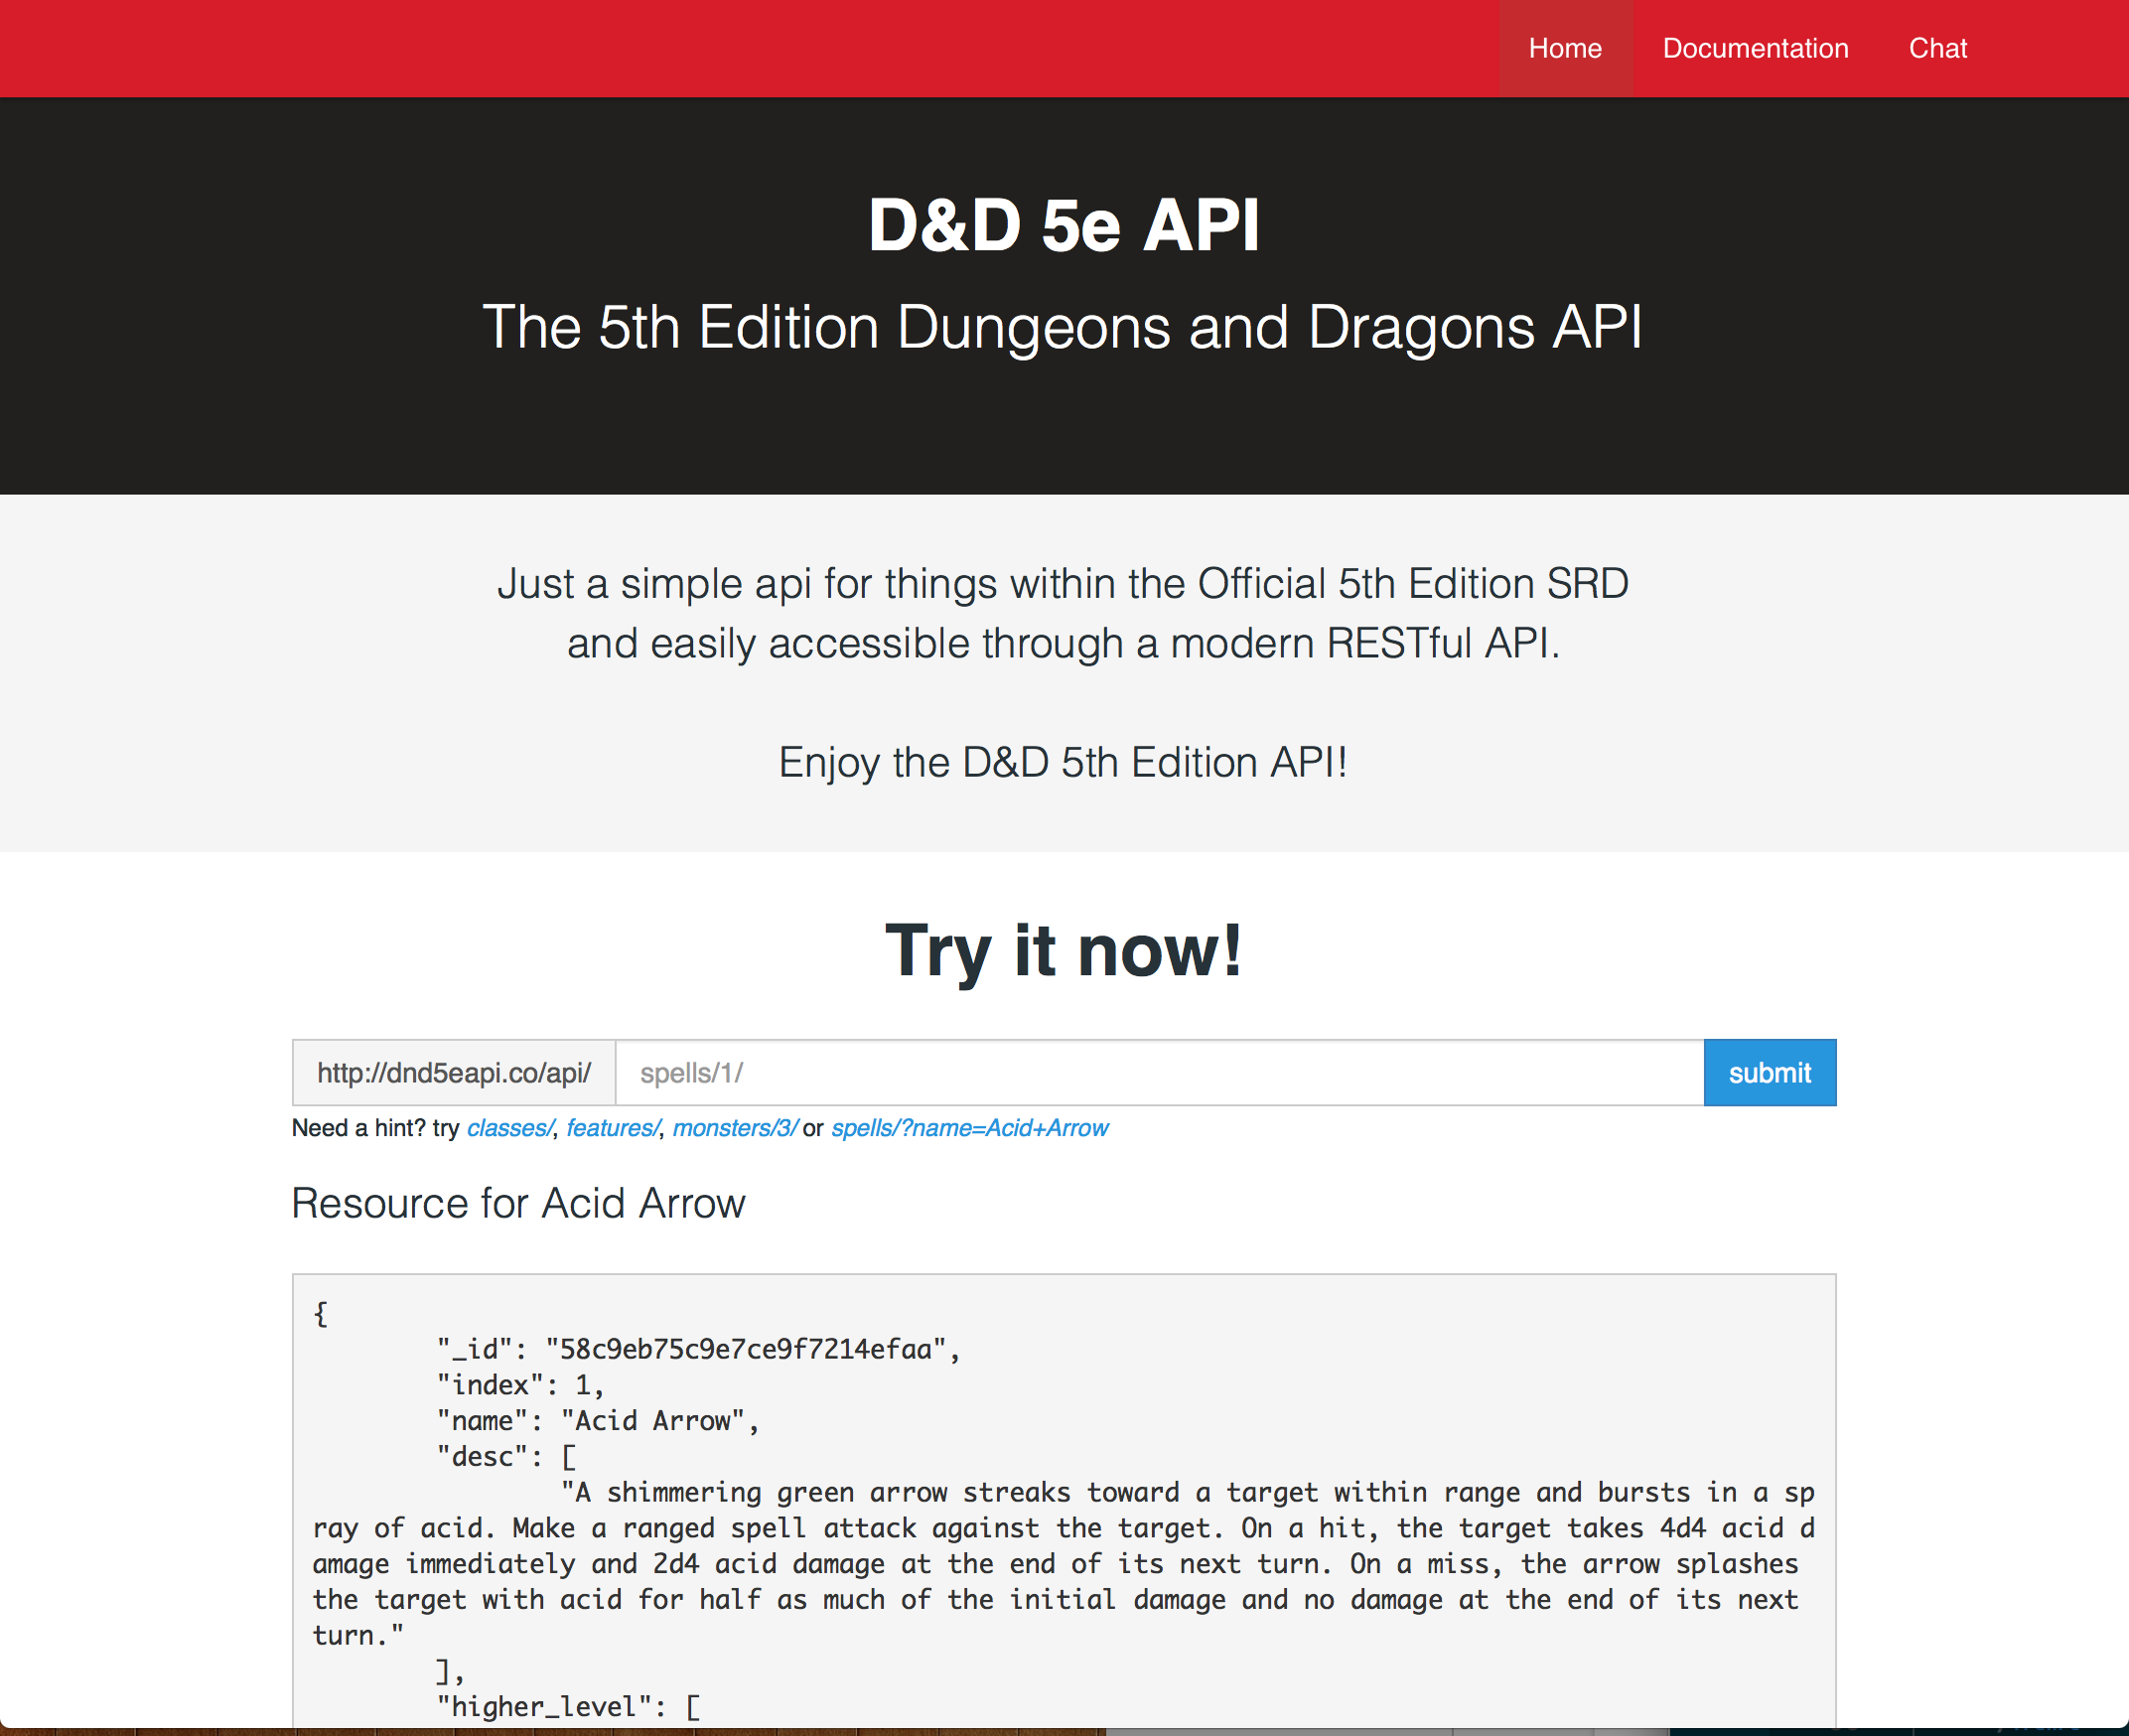 Home Documentation Chat
D&D 5e API
The 5th Edition Dungeons and Dragons API
Just a simple api for things within the Official 5th Edition SRD
and easily accessible through a modern RESTful API.
Enjoy the D&D 5th Edition API!
Try it now!
http://dnd5eapi.co/api/ spells/1/ submit
Need a hint? try classes/, features/, monsters/3/ or spells/?name=Acid+Arrow
Resource for Acid Arrow
{
"_id": "58c9eb75c9e7ce9f7214efaa",
"index": 1,
"name": "Acid Arrow",
"desc": [
"A shimmering green arrow streaks toward a target within range and bursts in a sp
ray of acid. Make a ranged spell attack against the target. On a hit, the target takes 4d4 acid d
amage immediately and 2d4 acid damage at the end of its next turn. On a miss, the arrow splashes
the target with acid for half as much of the initial damage and no damage at the end of its next
turn."
],
"higher_level": [